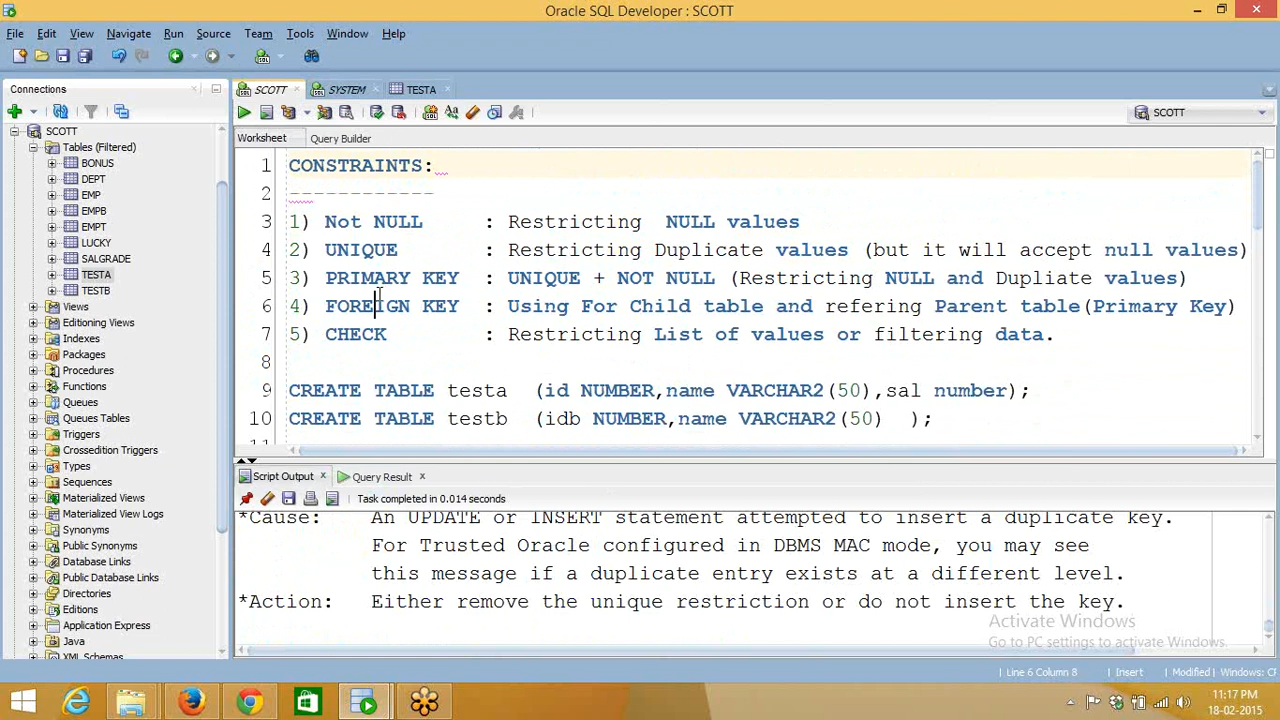 Oracle SQL Developer : SCOTT
File Edit View Navigate Run Source Team Tools Window Help
Connections
SCOTT SYSTEM TESTA
SCOTT
Worksheet Query Builder
SCOTT
Tables (Filtered)
BONUS
DEPT
EMP
EMPB
EMPT
LUCKY
SALGRADE
TESTA
TESTB
Views
Editioning Views
Indexes
Packages
Procedures
Functions
Queues
Queues Tables
Triggers
Crossedition Triggers
Types
Sequences
Materialized Views
Materialized View Logs
Synonyms
Public Synonyms
Database Links
Public Database Links
Directories
Editions
Application Express
Java
XML Schemas
1 CONSTRAINTS:
2 ------------
3 1) Not NULL : Restricting NULL values
4 2) UNIQUE : Restricting Duplicate values (but it will accept null values)
5 3) PRIMARY KEY : UNIQUE + NOT NULL (Restricting NULL and Dupliate values)
6 4) FOREIGN KEY : Using For Child table and refering Parent table(Primary Key)
7 5) CHECK : Restricting List of values or filtering data.
8
9 CREATE TABLE testa (id NUMBER,name VARCHAR2(50),sal number);
10 CREATE TABLE testb (idb NUMBER,name VARCHAR2(50) );
Script Output Query Result
Task completed in 0.014 seconds
*Cause: An UPDATE or INSERT statement attempted to insert a duplicate key.
For Trusted Oracle configured in DBMS MAC mode, you may see
this message if a duplicate entry exists at a different level.
*Action: Either remove the unique restriction or do not insert the key.
Activate Windows
Go to PC settings to activate Windows.
Line 6 Column 8 Insert Modified Windows: CF
11:17 PM
18-02-2015